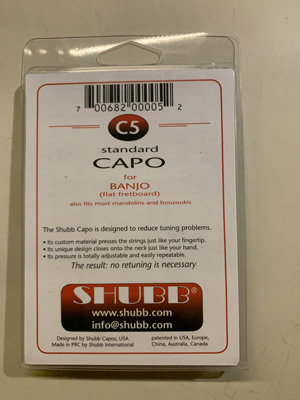 7 00682 00005 2
C5
standard
CAPO
for
BANJO
(flat fretboard)
also fits most mandolins and bouzoukis
The Shubb Capo is designed to reduce tuning problems.
• Its custom material presses the strings just like your fingertip.
• Its unique design closes onto the neck just like your hand.
• Its pressure is totally adjustable and easily repeatable.
The result: no retuning is necessary
SHUBB®
www.shubb.com
info@shubb.com
Designed by Shubb Capos, USA
Made in PRC by Shubb International
patented in USA, Europe,
China, Australia, Canada